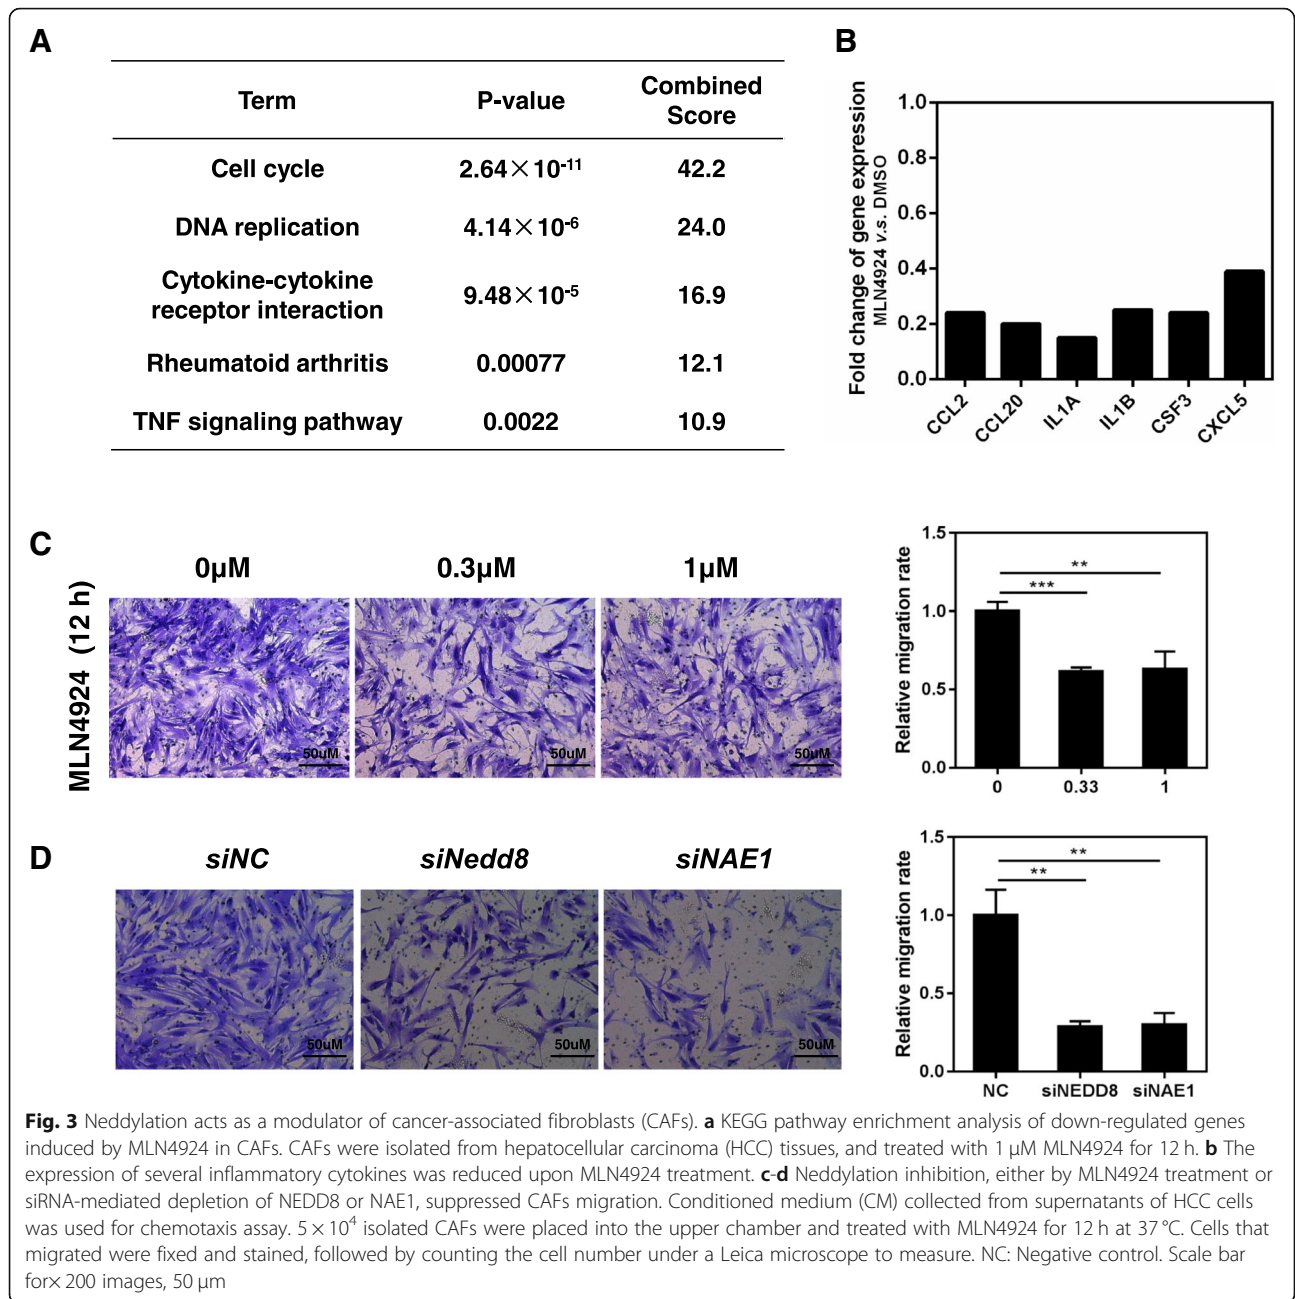 A
Term P-value Combined Score
Cell cycle 2.64×10⁻¹¹ 42.2
DNA replication 4.14×10⁻⁶ 24.0
Cytokine-cytokine receptor interaction 9.48×10⁻⁵ 16.9
Rheumatoid arthritis 0.00077 12.1
TNF signaling pathway 0.0022 10.9
B
Fold change of gene expression
MLN4924 v.s. DMSO
1.0
0.8
0.6
0.4
0.2
0.0
CCL2 CCL20 IL1A IL1B CSF3 CXCL5
C
MLN4924 (12 h)
0µM 0.3µM 1µM
50uM 50uM 50uM
Relative migration rate
1.5
1.0
0.5
0.0
**
***
0 0.33 1
D
siNC siNedd8 siNAE1
50uM 50uM 50uM
Relative migration rate
1.5
1.0
0.5
0.0
**
**
NC siNEDD8 siNAE1
Fig. 3 Neddylation acts as a modulator of cancer-associated fibroblasts (CAFs). a KEGG pathway enrichment analysis of down-regulated genes
induced by MLN4924 in CAFs. CAFs were isolated from hepatocellular carcinoma (HCC) tissues, and treated with 1 µM MLN4924 for 12 h. b The
expression of several inflammatory cytokines was reduced upon MLN4924 treatment. c-d Neddylation inhibition, either by MLN4924 treatment or
siRNA-mediated depletion of NEDD8 or NAE1, suppressed CAFs migration. Conditioned medium (CM) collected from supernatants of HCC cells
was used for chemotaxis assay. 5 × 10⁴ isolated CAFs were placed into the upper chamber and treated with MLN4924 for 12 h at 37 °C. Cells that
migrated were fixed and stained, followed by counting the cell number under a Leica microscope to measure. NC: Negative control. Scale bar
for× 200 images, 50 µm